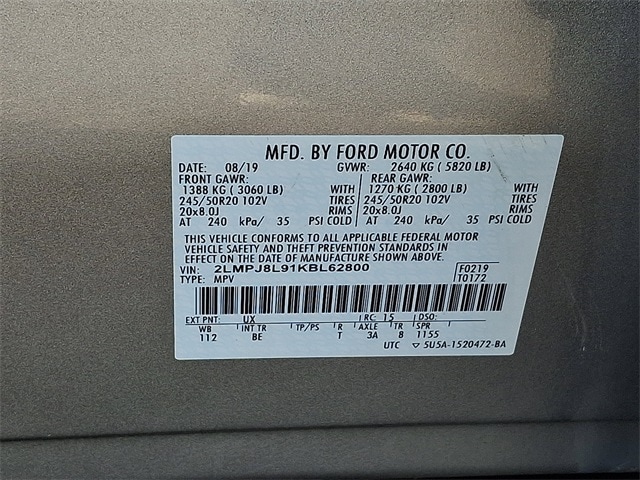 MFD. BY FORD MOTOR CO.
DATE: 08/19 GVWR: 2640 KG ( 5820 LB)
FRONT GAWR: REAR GAWR:
1388 KG ( 3060 LB) WITH 1270 KG ( 2800 LB) WITH
245/50R20 102V TIRES 245/50R20 102V TIRES
20x8.0J RIMS 20x8.0J RIMS
AT 240 kPa/ 35 PSI COLD AT 240 kPa/ 35 PSI COLD
THIS VEHICLE CONFORMS TO ALL APPLICABLE FEDERAL MOTOR
VEHICLE SAFETY AND THEFT PREVENTION STANDARDS IN
EFFECT ON THE DATE OF MANUFACTURE SHOWN ABOVE.
VIN: 2LMPJ8L91KBL62800 F0219
TYPE: MPV T0172
EXT PNT: UX RC: 15 DSO:
WB INT TR TP/PS R AXLE TR SPR
112 BE T 3A 8 1155
UTC ▽ 5U5A-1520472-BA